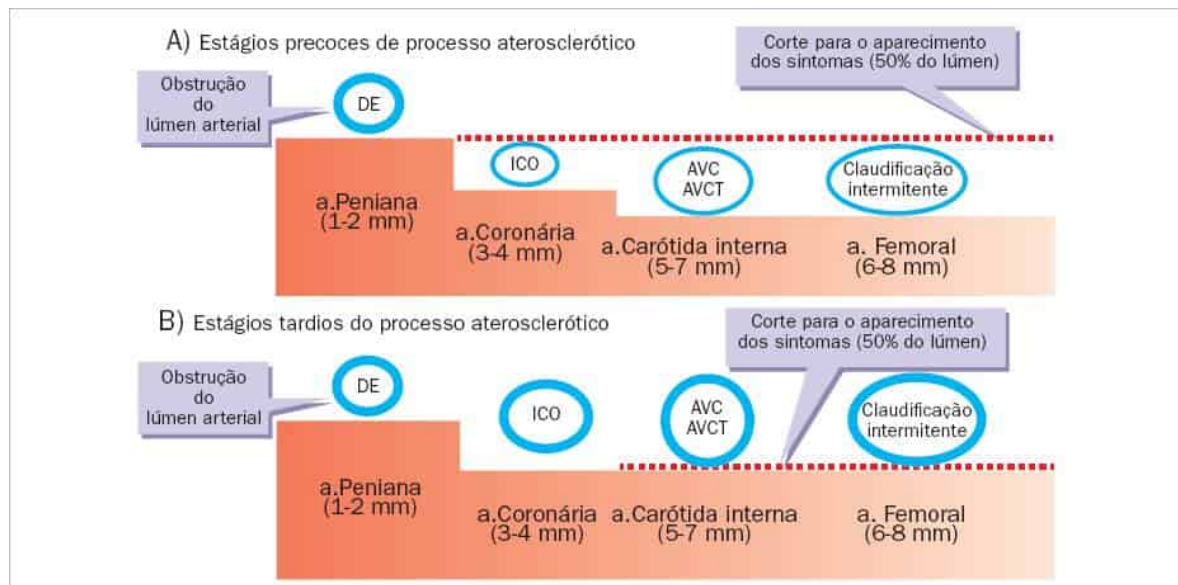 A) Estágios precoces de processo aterosclerótico
Corte para o aparecimento
dos sintomas (50% do lúmen)
Obstrução
do
lúmen arterial
DE
ICO
AVC
AVCT
Claudificação
intermitente
a.Peniana
(1-2 mm)
a.Coronária
(3-4 mm)
a.Carótida interna
(5-7 mm)
a. Femoral
(6-8 mm)
B) Estágios tardios do processo aterosclerótico
Corte para o aparecimento
dos sintomas (50% do lúmen)
Obstrução
do
lúmen arterial
DE
ICO
AVC
AVCT
Claudificação
intermitente
a.Peniana
(1-2 mm)
a.Coronária
(3-4 mm)
a.Carótida interna
(5-7 mm)
a. Femoral
(6-8 mm)